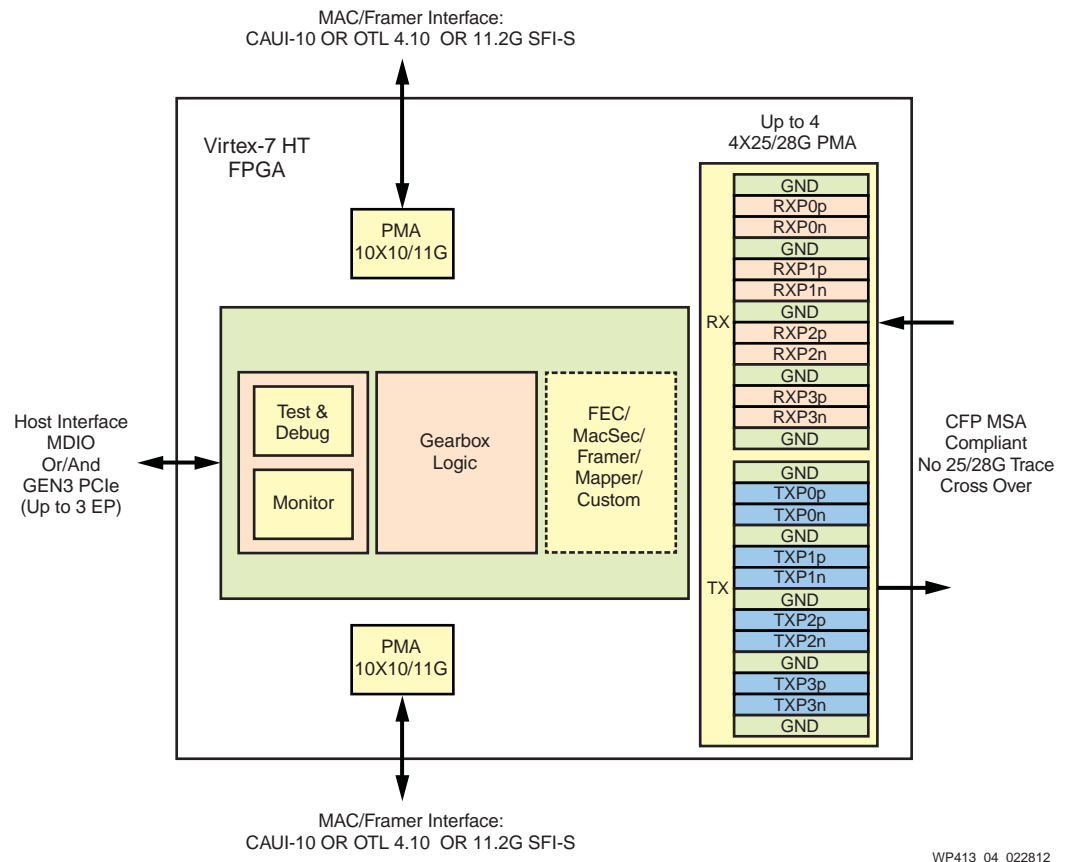 MAC/Framer Interface:
CAUI-10 OR OTL 4.10 OR 11.2G SFI-S
Virtex-7 HT
FPGA
Up to 4
4X25/28G PMA
PMA
10X10/11G
Host Interface
MDIO
Or/And
GEN3 PCIe
(Up to 3 EP)
Test &
Debug
Monitor
Gearbox
Logic
FEC/
MacSec/
Framer/
Mapper/
Custom
RX
GND
RXP0p
RXP0n
GND
RXP1p
RXP1n
GND
RXP2p
RXP2n
GND
RXP3p
RXP3n
GND
TX
GND
TXP0p
TXP0n
GND
TXP1p
TXP1n
GND
TXP2p
TXP2n
GND
TXP3p
TXP3n
GND
CFP MSA
Compliant
No 25/28G Trace
Cross Over
PMA
10X10/11G
MAC/Framer Interface:
CAUI-10 OR OTL 4.10 OR 11.2G SFI-S
WP413_04_022812